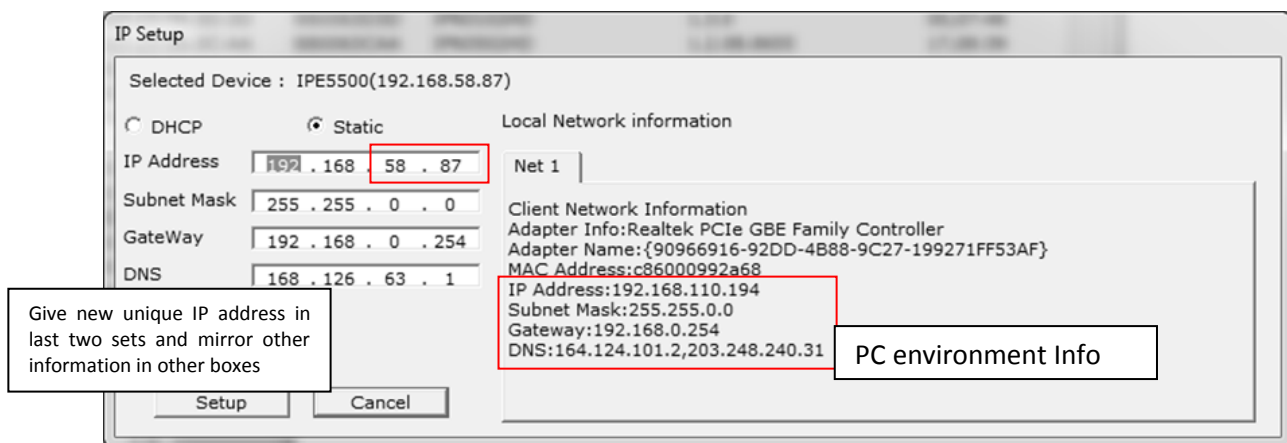 IP Setup
Selected Device : IPE5500(192.168.58.87)
DHCP
Static
IP Address 192 . 168 . 58 . 87
Subnet Mask 255 . 255 . 0 . 0
GateWay 192 . 168 . 0 . 254
DNS 168 . 126 . 63 . 1
Give new unique IP address in
last two sets and mirror other
information in other boxes
Setup
Cancel
Local Network information
Net 1
Client Network Information
Adapter Info:Realtek PCIe GBE Family Controller
Adapter Name:{90966916-92DD-4B88-9C27-199271FF53AF}
MAC Address:c86000992a68
IP Address:192.168.110.194
Subnet Mask:255.255.0.0
Gateway:192.168.0.254
DNS:164.124.101.2,203.248.240.31
PC environment Info